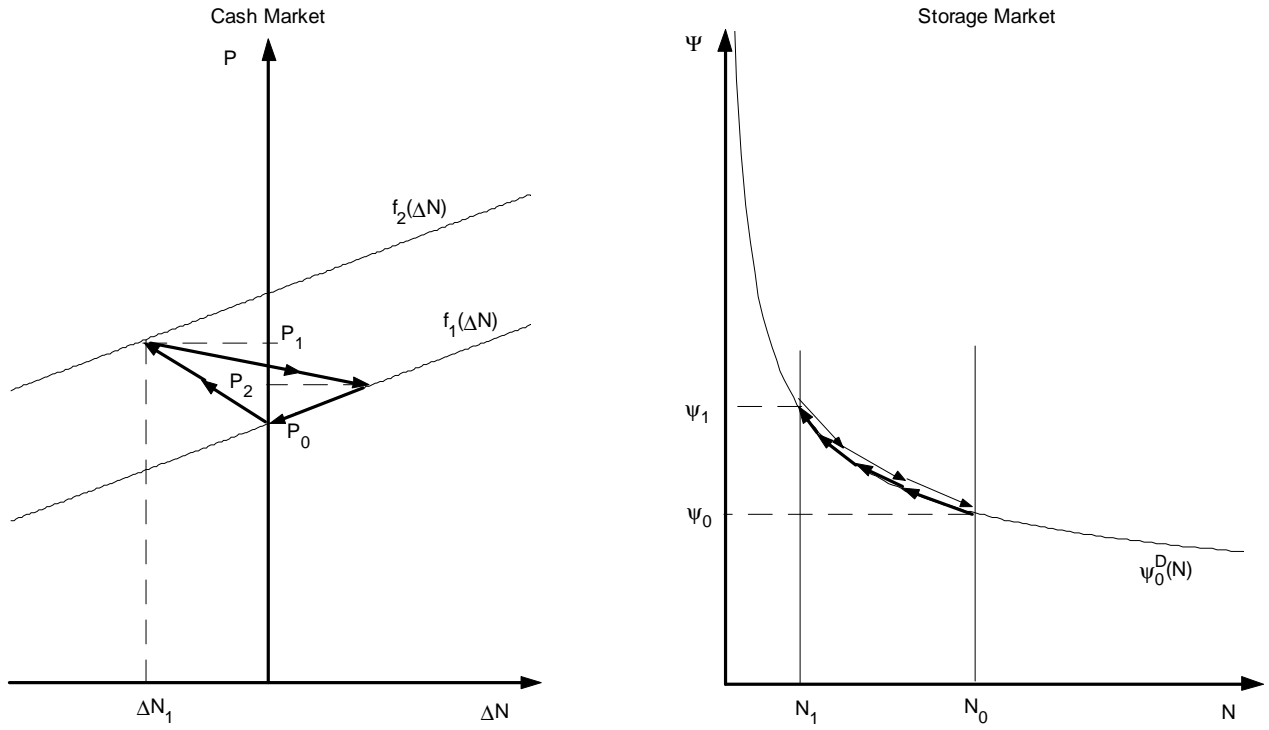 Cash Market
P
f₂(ΔN)
f₁(ΔN)
P₁
P₂
P₀
ΔN₁
ΔN
Storage Market
Ψ
ψ₁
ψ₀
ψ₀ᴰ(N)
N₁
N₀
N